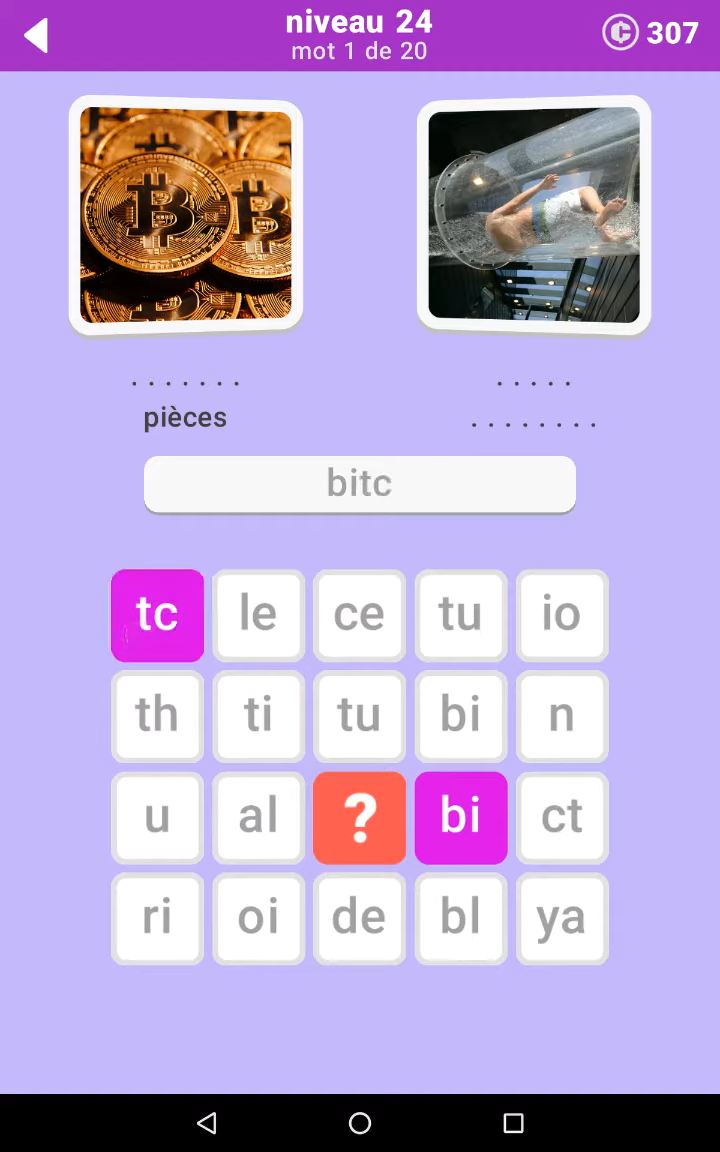 niveau 24
mot 1 de 20
307
.......
pièces
.....
........
bitc
tc le ce tu io
th ti tu bi n
u al ? bi ct
ri oi de bl ya